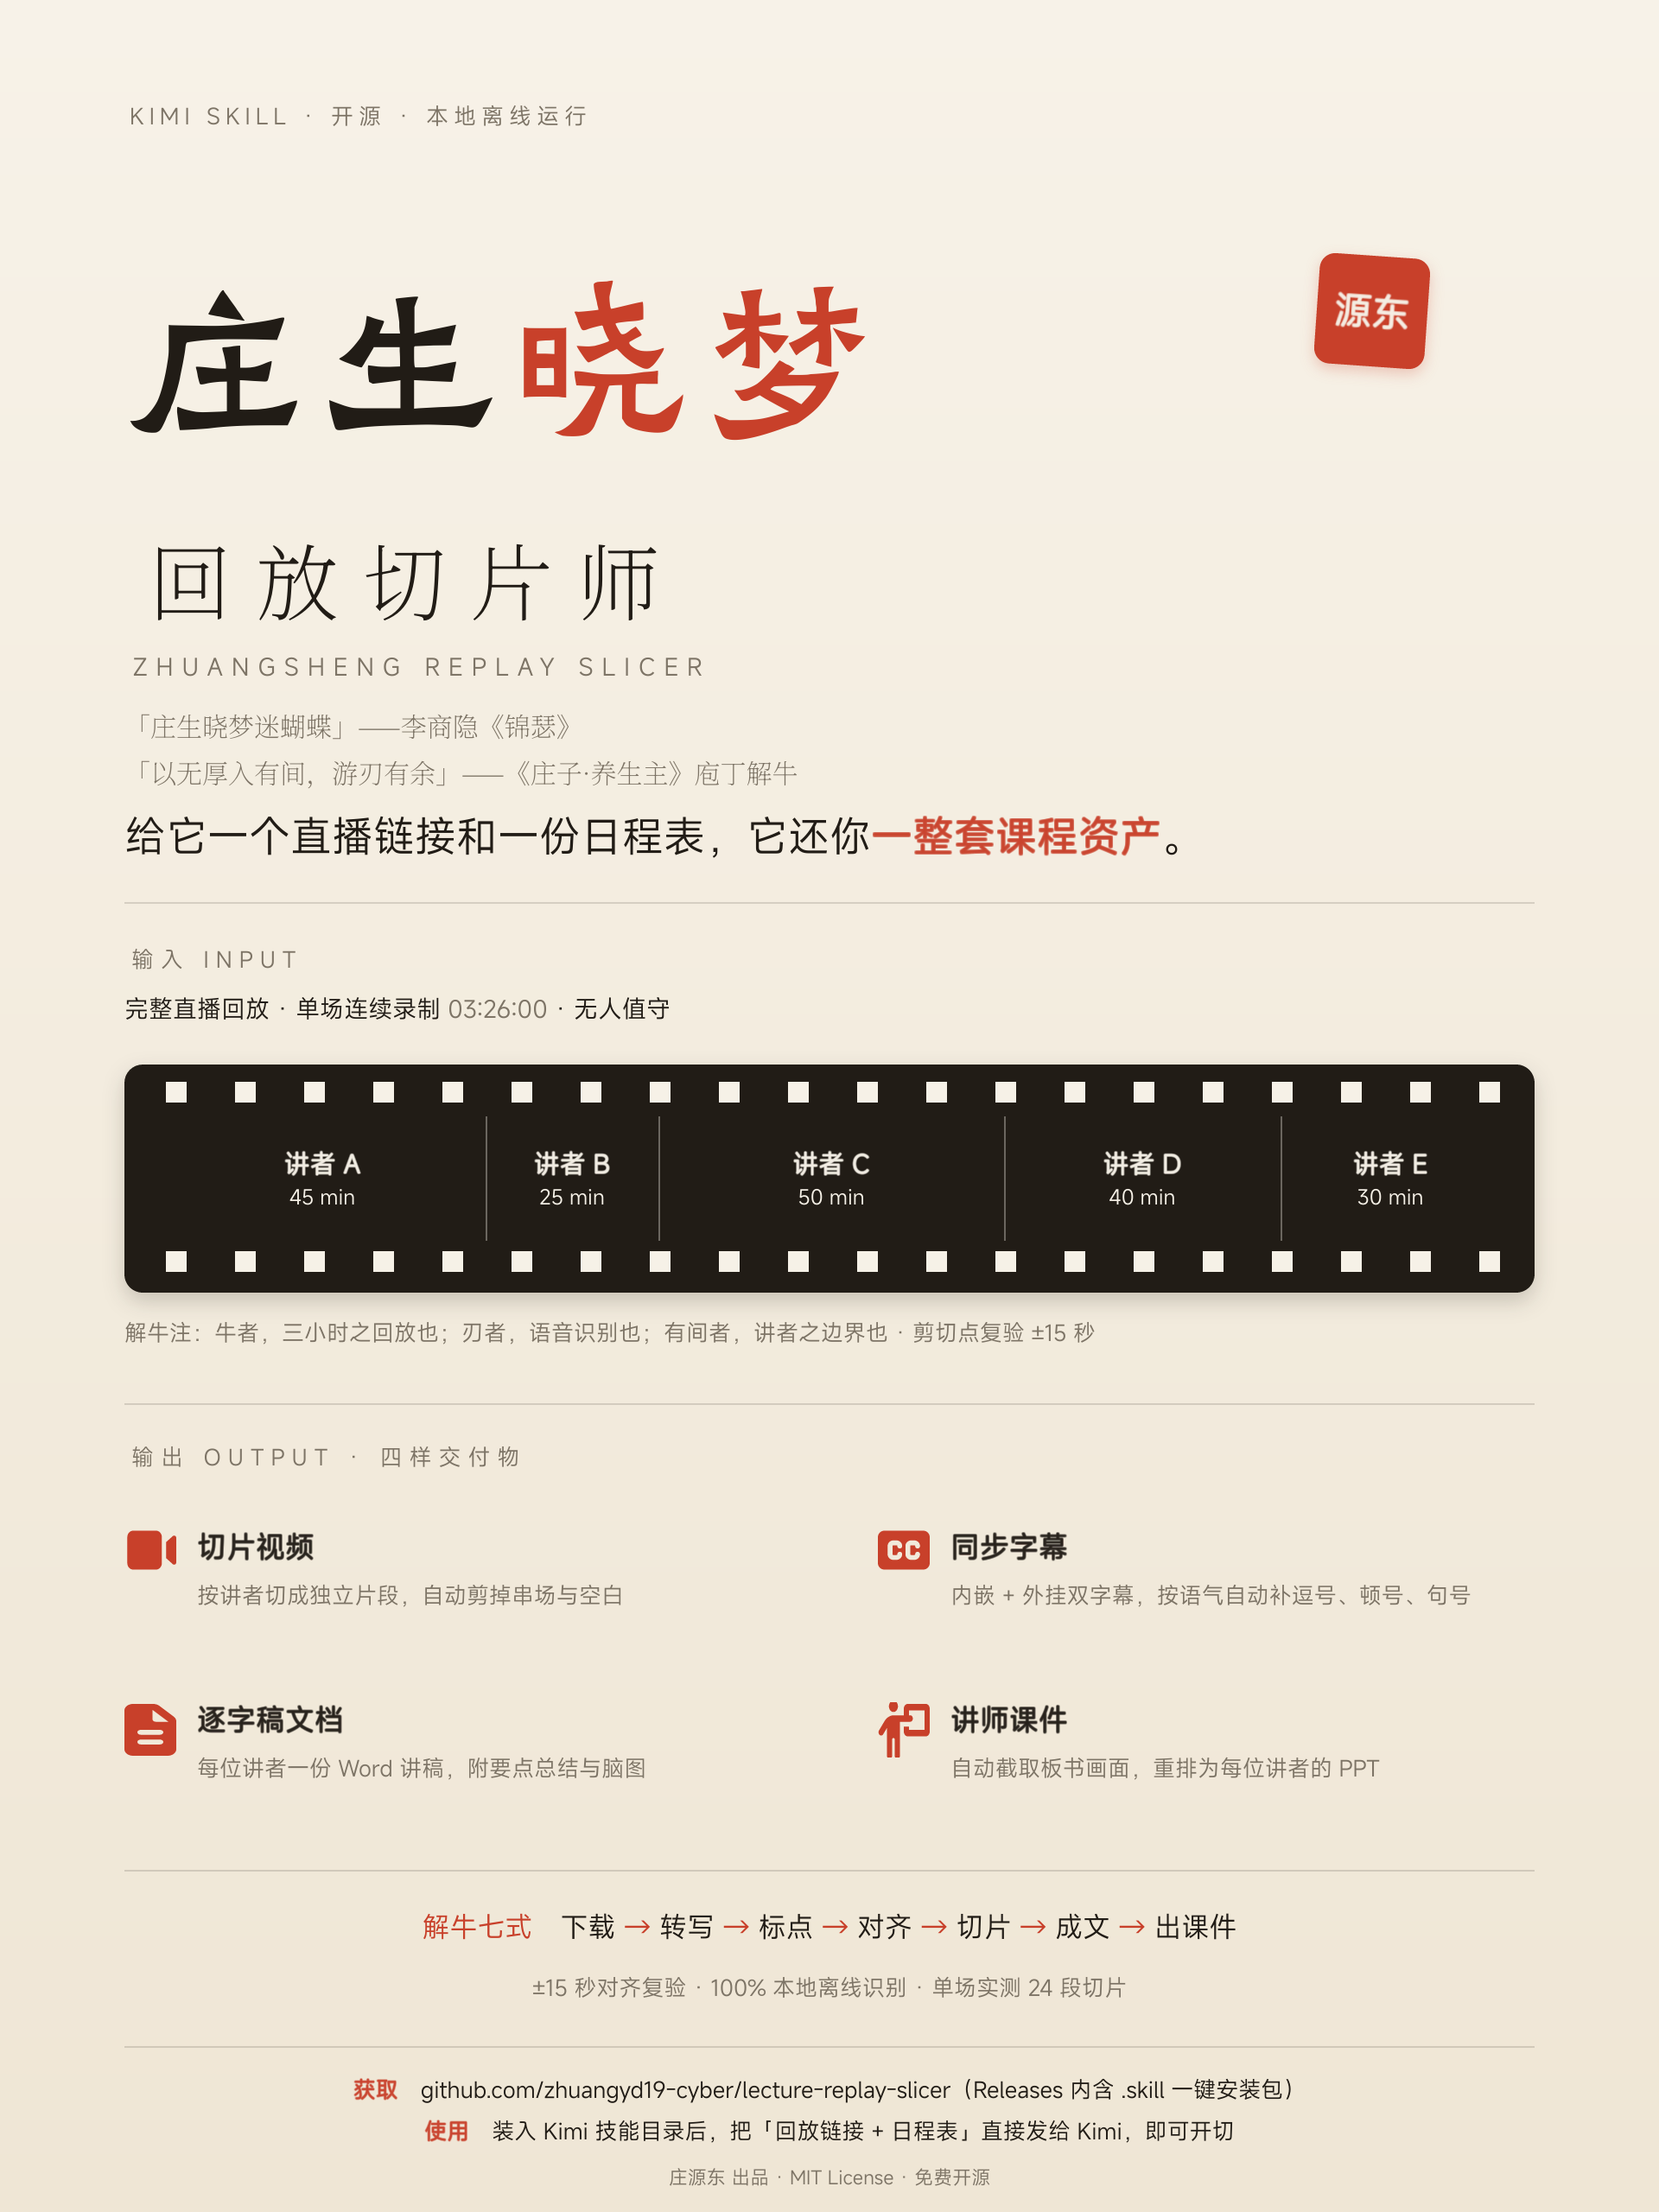 KIMI SKILL · 开源 · 本地离线运行
庄生晓梦
源东
回放切片师
ZHUANGSHENG REPLAY SLICER
「庄生晓梦迷蝴蝶」——李商隐《锦瑟》
「以无厚入有间，游刃有余」——《庄子·养生主》庖丁解牛
给它一个直播链接和一份日程表，它还你一整套课程资产。
输入 INPUT
完整直播回放 · 单场连续录制 03:26:00 · 无人值守
讲者 A
45 min
讲者 B
25 min
讲者 C
50 min
讲者 D
40 min
讲者 E
30 min
解牛注：牛者，三小时之回放也；刃者，语音识别也；有间者，讲者之边界也 · 剪切点复验 ±15 秒
输出 OUTPUT · 四样交付物
切片视频
按讲者切成独立片段，自动剪掉串场与空白
CC
同步字幕
内嵌 + 外挂双字幕，按语气自动补逗号、顿号、句号
逐字稿文档
每位讲者一份 Word 讲稿，附要点总结与脑图
讲师课件
自动截取板书画面，重排为每位讲者的 PPT
解牛七式 下载 → 转写 → 标点 → 对齐 → 切片 → 成文 → 出课件
±15 秒对齐复验 · 100% 本地离线识别 · 单场实测 24 段切片
获取 github.com/zhuangyd19-cyber/lecture-replay-slicer（Releases 内含 .skill 一键安装包）
使用 装入 Kimi 技能目录后，把「回放链接 + 日程表」直接发给 Kimi，即可开切
庄源东 出品 · MIT License · 免费开源